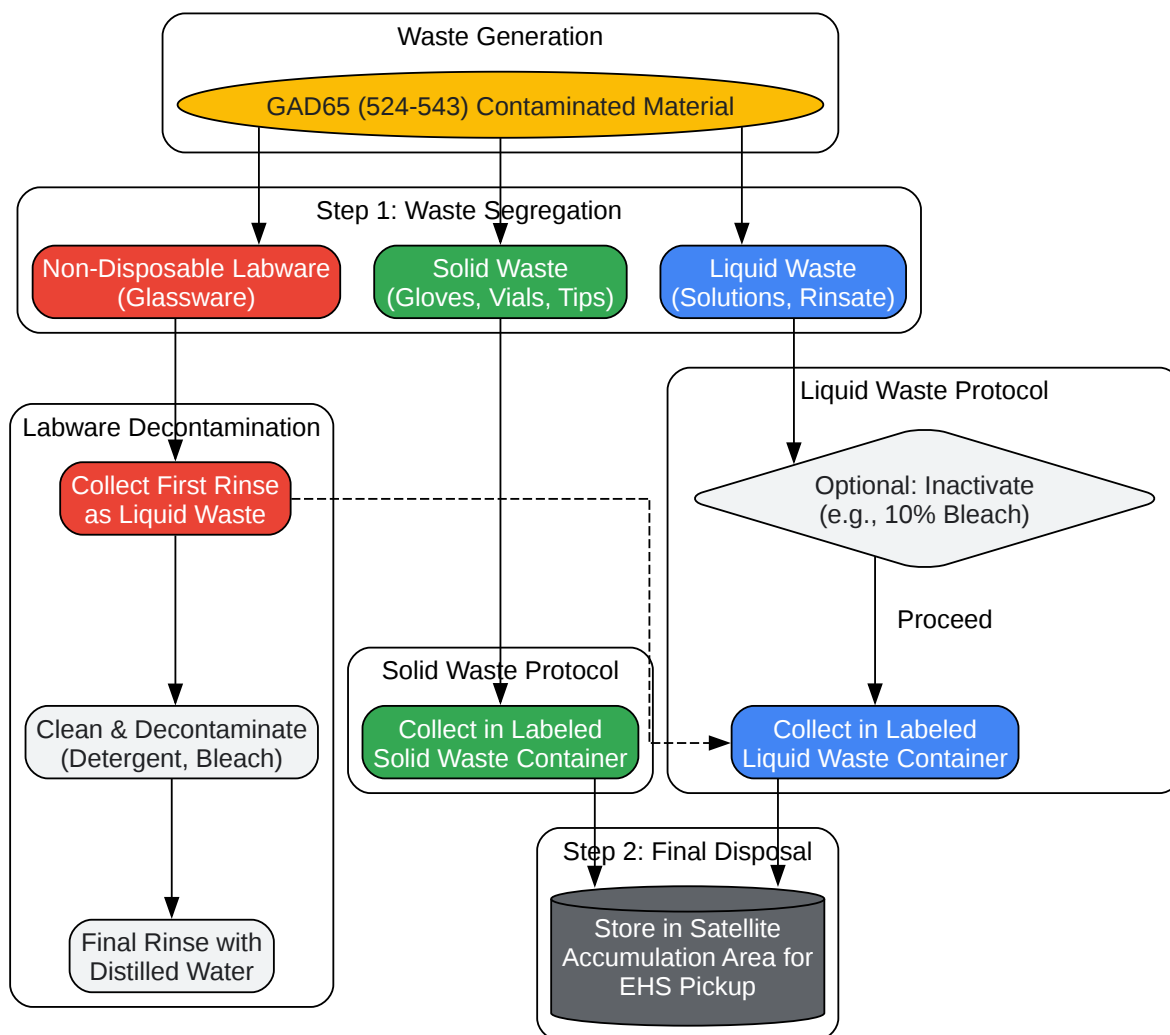 Waste Generation
GAD65 (524-543) Contaminated Material
Step 1: Waste Segregation
Non-Disposable Labware
(Glassware)
Solid Waste
(Gloves, Vials, Tips)
Liquid Waste
(Solutions, Rinsate)
Labware Decontamination
Collect First Rinse
as Liquid Waste
Liquid Waste Protocol
Optional: Inactivate
(e.g., 10% Bleach)
Proceed
Clean & Decontaminate
(Detergent, Bleach)
Solid Waste Protocol
Collect in Labeled
Solid Waste Container
Collect in Labeled
Liquid Waste Container
Step 2: Final Disposal
Final Rinse with
Distilled Water
Store in Satellite
Accumulation Area for
EHS Pickup